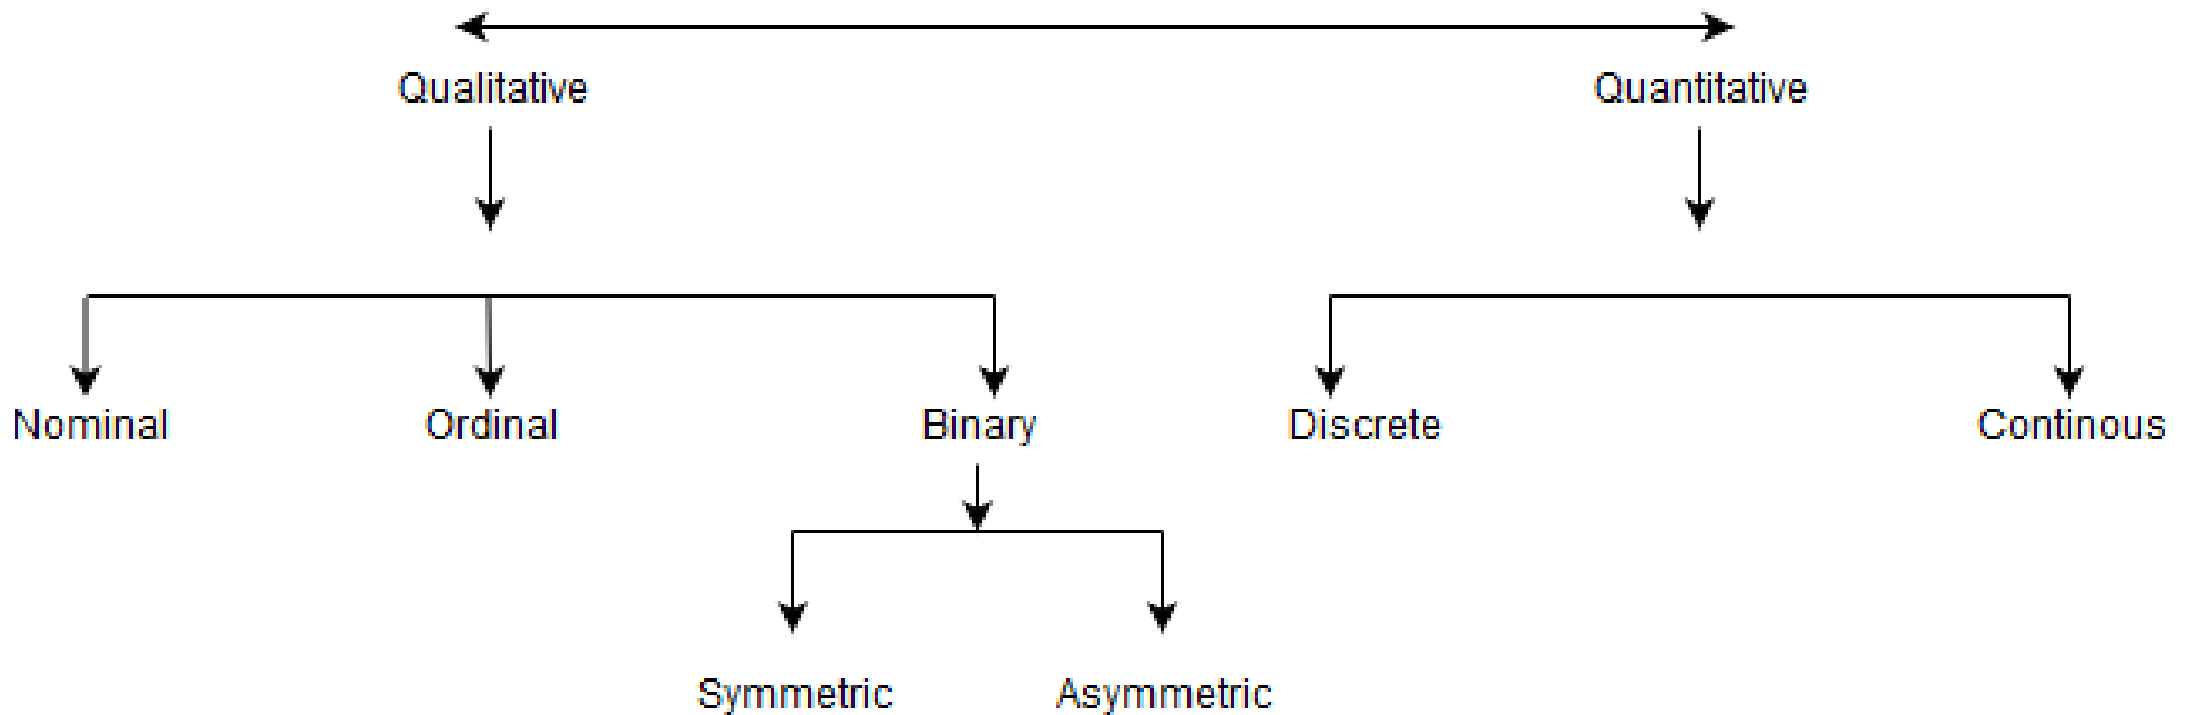 Qualitative
Quantitative
Nominal
Ordinal
Binary
Discrete
Continous
Symmetric
Asymmetric